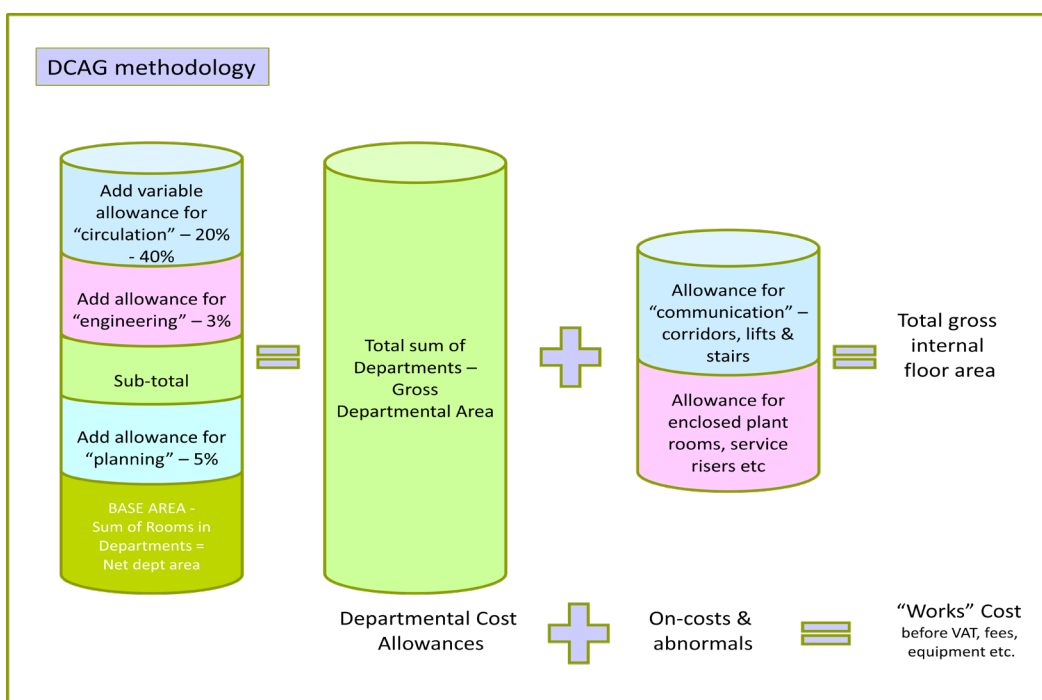 DCAG methodology
Add variable
allowance for
“circulation” – 20%
- 40%
Add allowance for
“engineering” – 3%
Sub-total
Add allowance for
“planning” – 5%
BASE AREA -
Sum of Rooms in
Departments =
Net dept area
Total sum of
Departments –
Gross
Departmental Area
Allowance for
“communication” –
corridors, lifts &
stairs
Allowance for
enclosed plant
rooms, service
risers etc
Total gross
internal
floor area
Departmental Cost
Allowances
On-costs &
abnormals
“Works” Cost
before VAT, fees,
equipment etc.